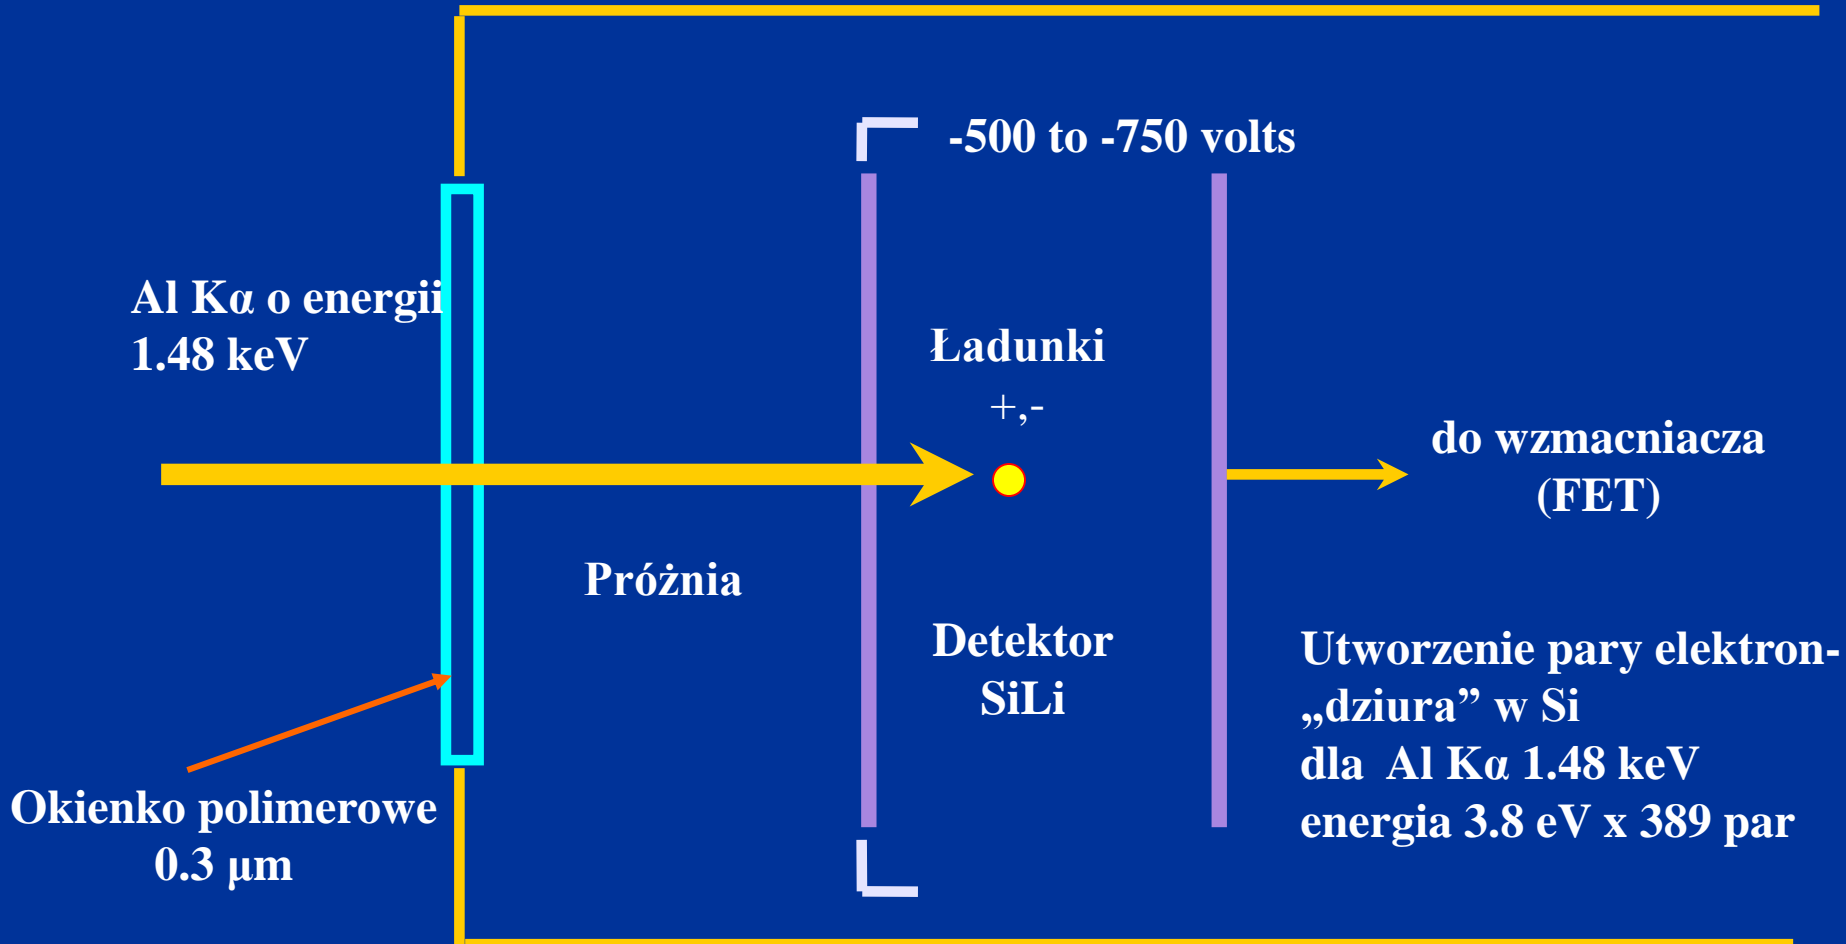 -500 to -750 volts
Al Kα o energii
1.48 keV
Ładunki
+,-
do wzmacniacza
(FET)
Próżnia
Detektor
SiLi
Utworzenie pary elektron-
„dziura” w Si
dla Al Kα 1.48 keV
energia 3.8 eV x 389 par
Okienko polimerowe
0.3 μm